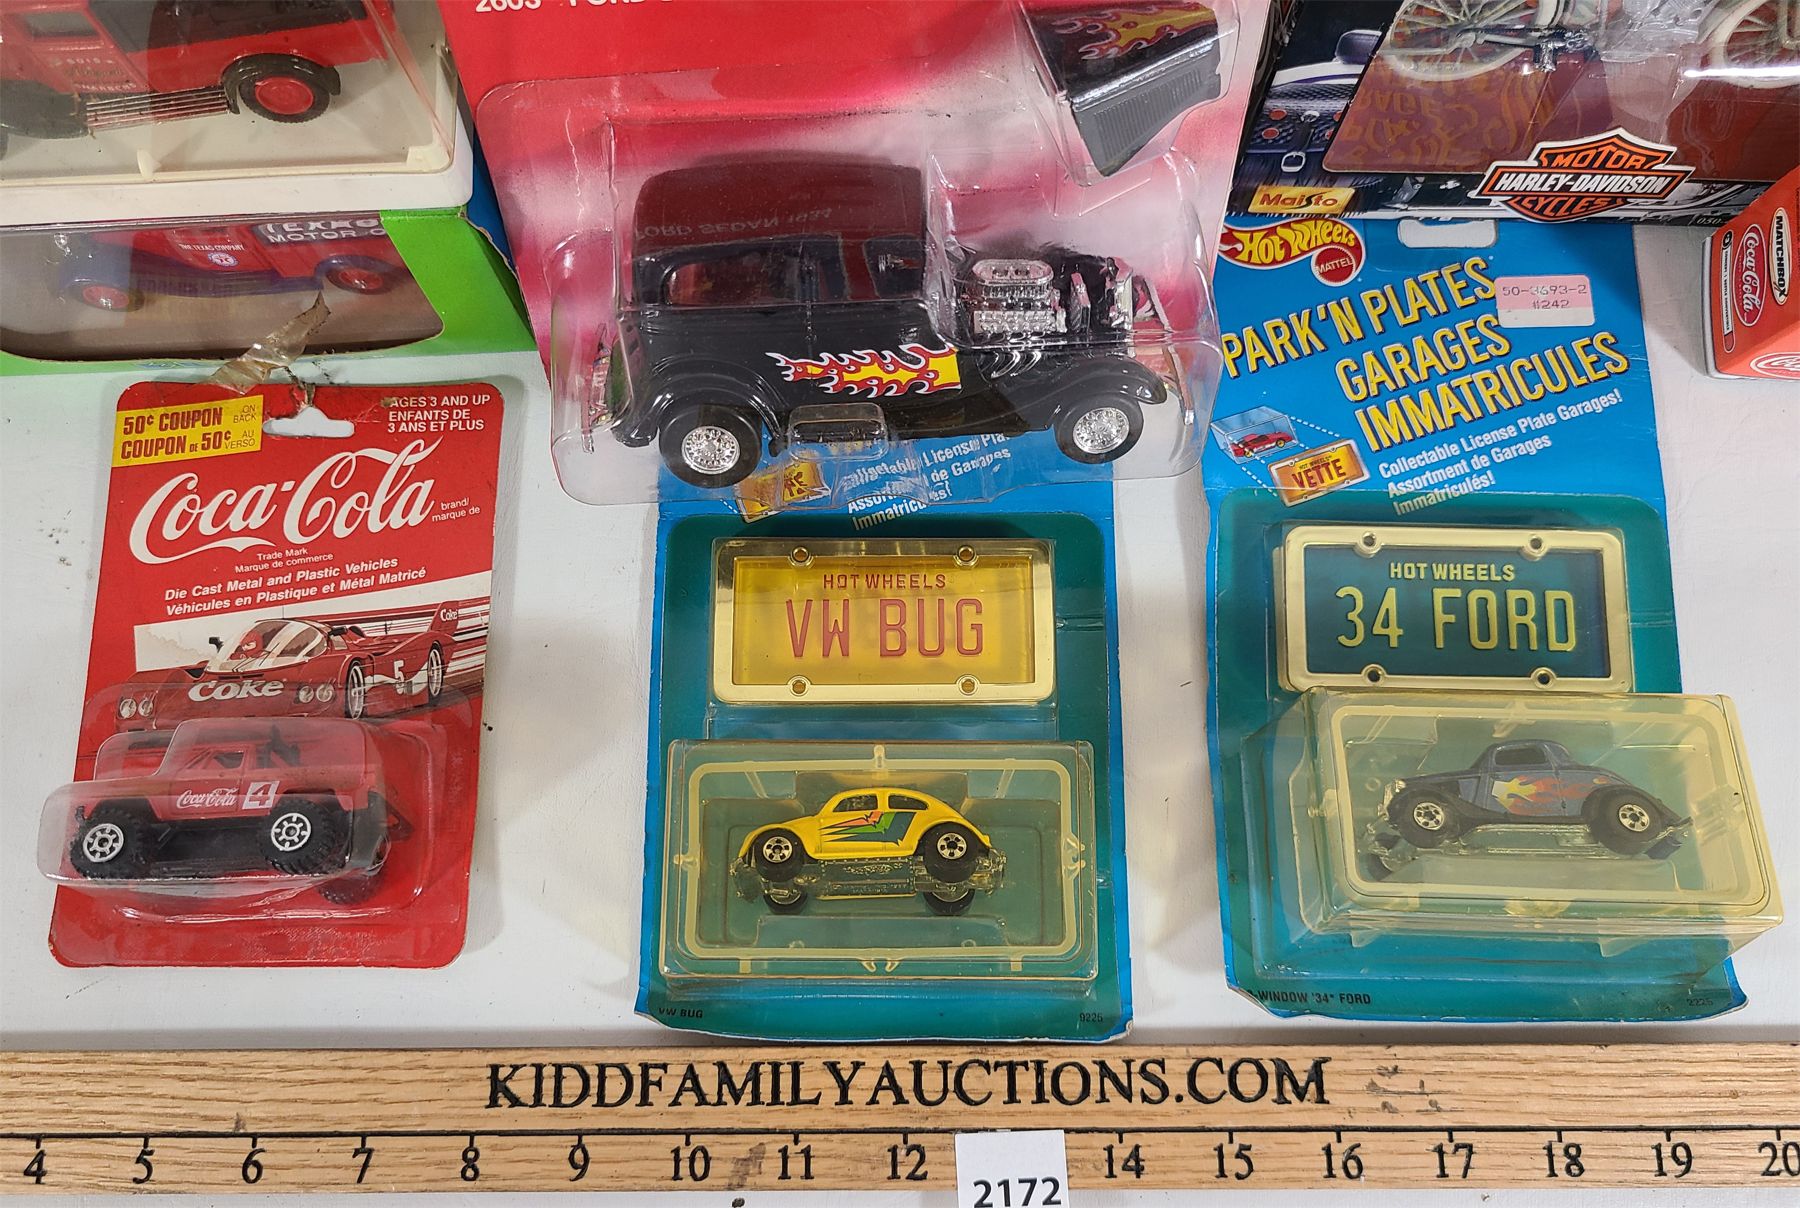 2603
MOTOR
HARLEY-DAVIDSON
CYCLES
Maisto
THE TEXAS COMPANY
MOTOR
FORD SEDAN 1934
Hot Wheels
MATTEL
MATCHBOX
Coca-Cola
50-3693-2
#242
PARK'N PLATES
GARAGES
IMMATRICULES
Collectable License Plate Garages!
Assortment de Garages
Immatriculés!
HOT WHEELS
VETTE
50¢ COUPON ON BACK
COUPON DE 50¢ AU VERSO
AGES 3 AND UP
ENFANTS DE
3 ANS ET PLUS
Coca-Cola
brand/
marque de
Trade Mark
Marque de commerce
Die Cast Metal and Plastic Vehicles
Véhicules en Plastique et Métal Matricé
Coke
5
Coke
Coca-Cola 4
License
de Garages
HOT WHEELS
VW BUG
VW BUG
9225
HOT WHEELS
34 FORD
-WINDOW '34" FORD
2225
KIDDFAMILYAUCTIONS.COM
4 5 6 7 8 9 10 11 12 14 15 16 17 18 19 20
2172